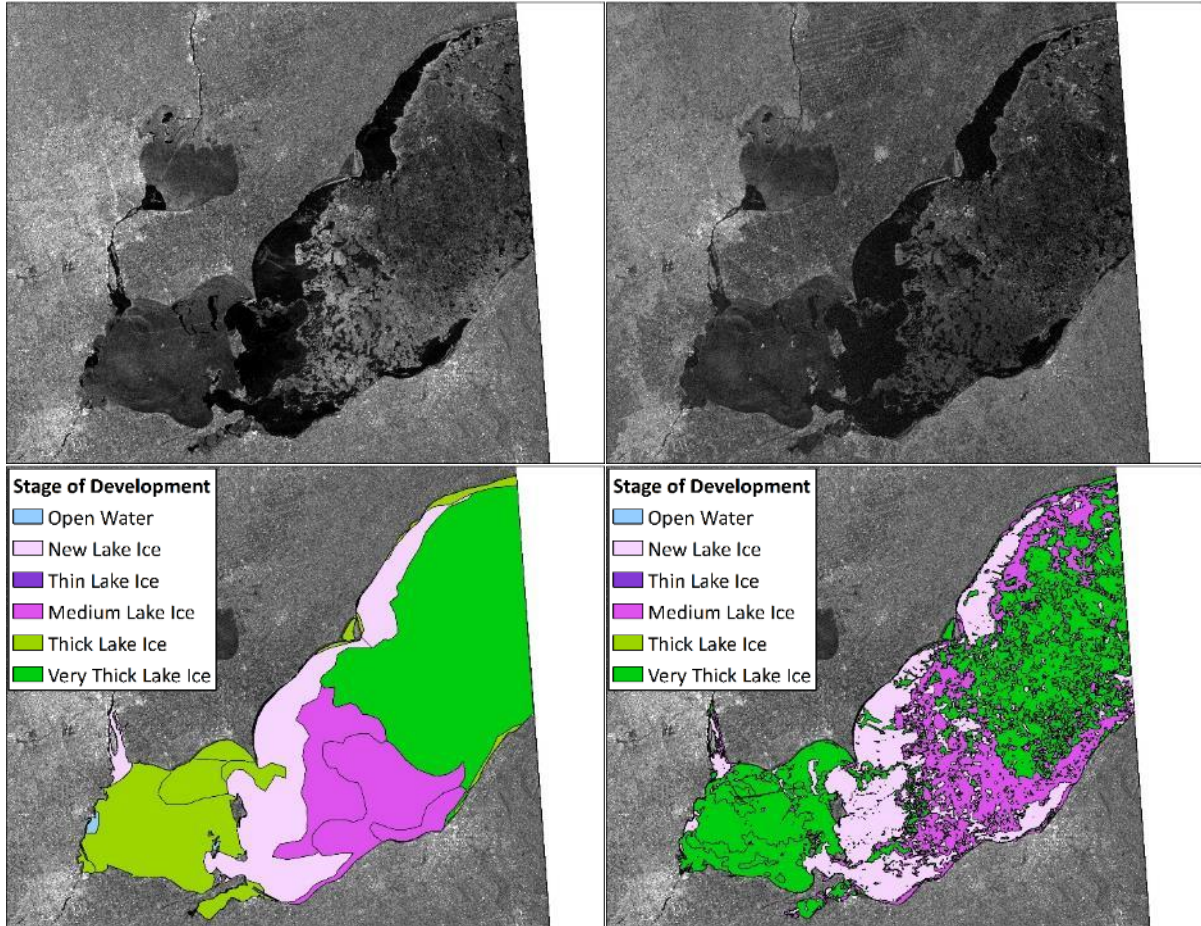 Stage of Development
Open Water
New Lake Ice
Thin Lake Ice
Medium Lake Ice
Thick Lake Ice
Very Thick Lake Ice
Stage of Development
Open Water
New Lake Ice
Thin Lake Ice
Medium Lake Ice
Thick Lake Ice
Very Thick Lake Ice